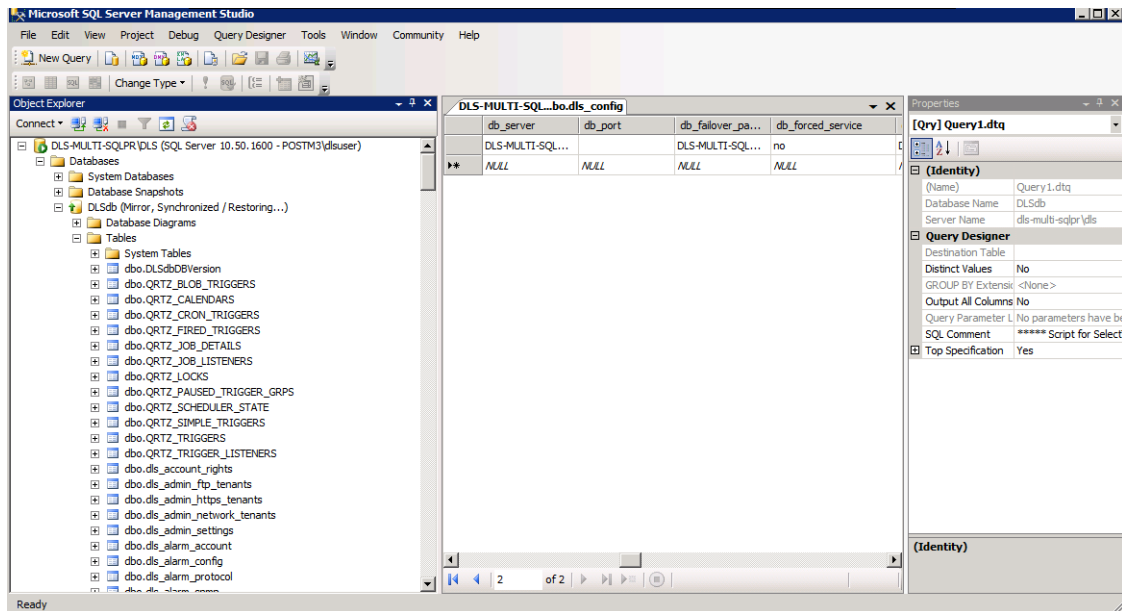 Microsoft SQL Server Management Studio
File Edit View Project Debug Query Designer Tools Window Community Help
New Query
Change Type
Object Explorer
Connect
DLS-MULTI-SQLPR\DLS (SQL Server 10.50.1600 - POSTM3\dlsuser)
Databases
System Databases
Database Snapshots
DLSdb (Mirror, Synchronized / Restoring...)
Database Diagrams
Tables
System Tables
dbo.DLSdbDBVersion
dbo.QRTZ_BLOB_TRIGGERS
dbo.QRTZ_CALENDARS
dbo.QRTZ_CRON_TRIGGERS
dbo.QRTZ_FIRED_TRIGGERS
dbo.QRTZ_JOB_DETAILS
dbo.QRTZ_JOB_LISTENERS
dbo.QRTZ_LOCKS
dbo.QRTZ_PAUSED_TRIGGER_GRPS
dbo.QRTZ_SCHEDULER_STATE
dbo.QRTZ_SIMPLE_TRIGGERS
dbo.QRTZ_TRIGGERS
dbo.QRTZ_TRIGGER_LISTENERS
dbo.dls_account_rights
dbo.dls_admin_ftp_tenants
dbo.dls_admin_https_tenants
dbo.dls_admin_network_tenants
dbo.dls_admin_settings
dbo.dls_alarm_account
dbo.dls_alarm_config
dbo.dls_alarm_protocol
DLS-MULTI-SQL...bo.dls_config
db_server db_port db_failover_pa... db_forced_service
DLS-MULTI-SQL... DLS-MULTI-SQL... no
NULL NULL NULL NULL
2 of 2
Properties
[Qry] Query1.dtq
(Identity)
(Name) Query1.dtq
Database Name DLSdb
Server Name dls-multi-sqlpr\dls
Query Designer
Destination Table
Distinct Values No
GROUP BY Extensic <None>
Output All Columns No
Query Parameter L No parameters have be
SQL Comment ***** Script for Select
Top Specification Yes
(Identity)
Ready